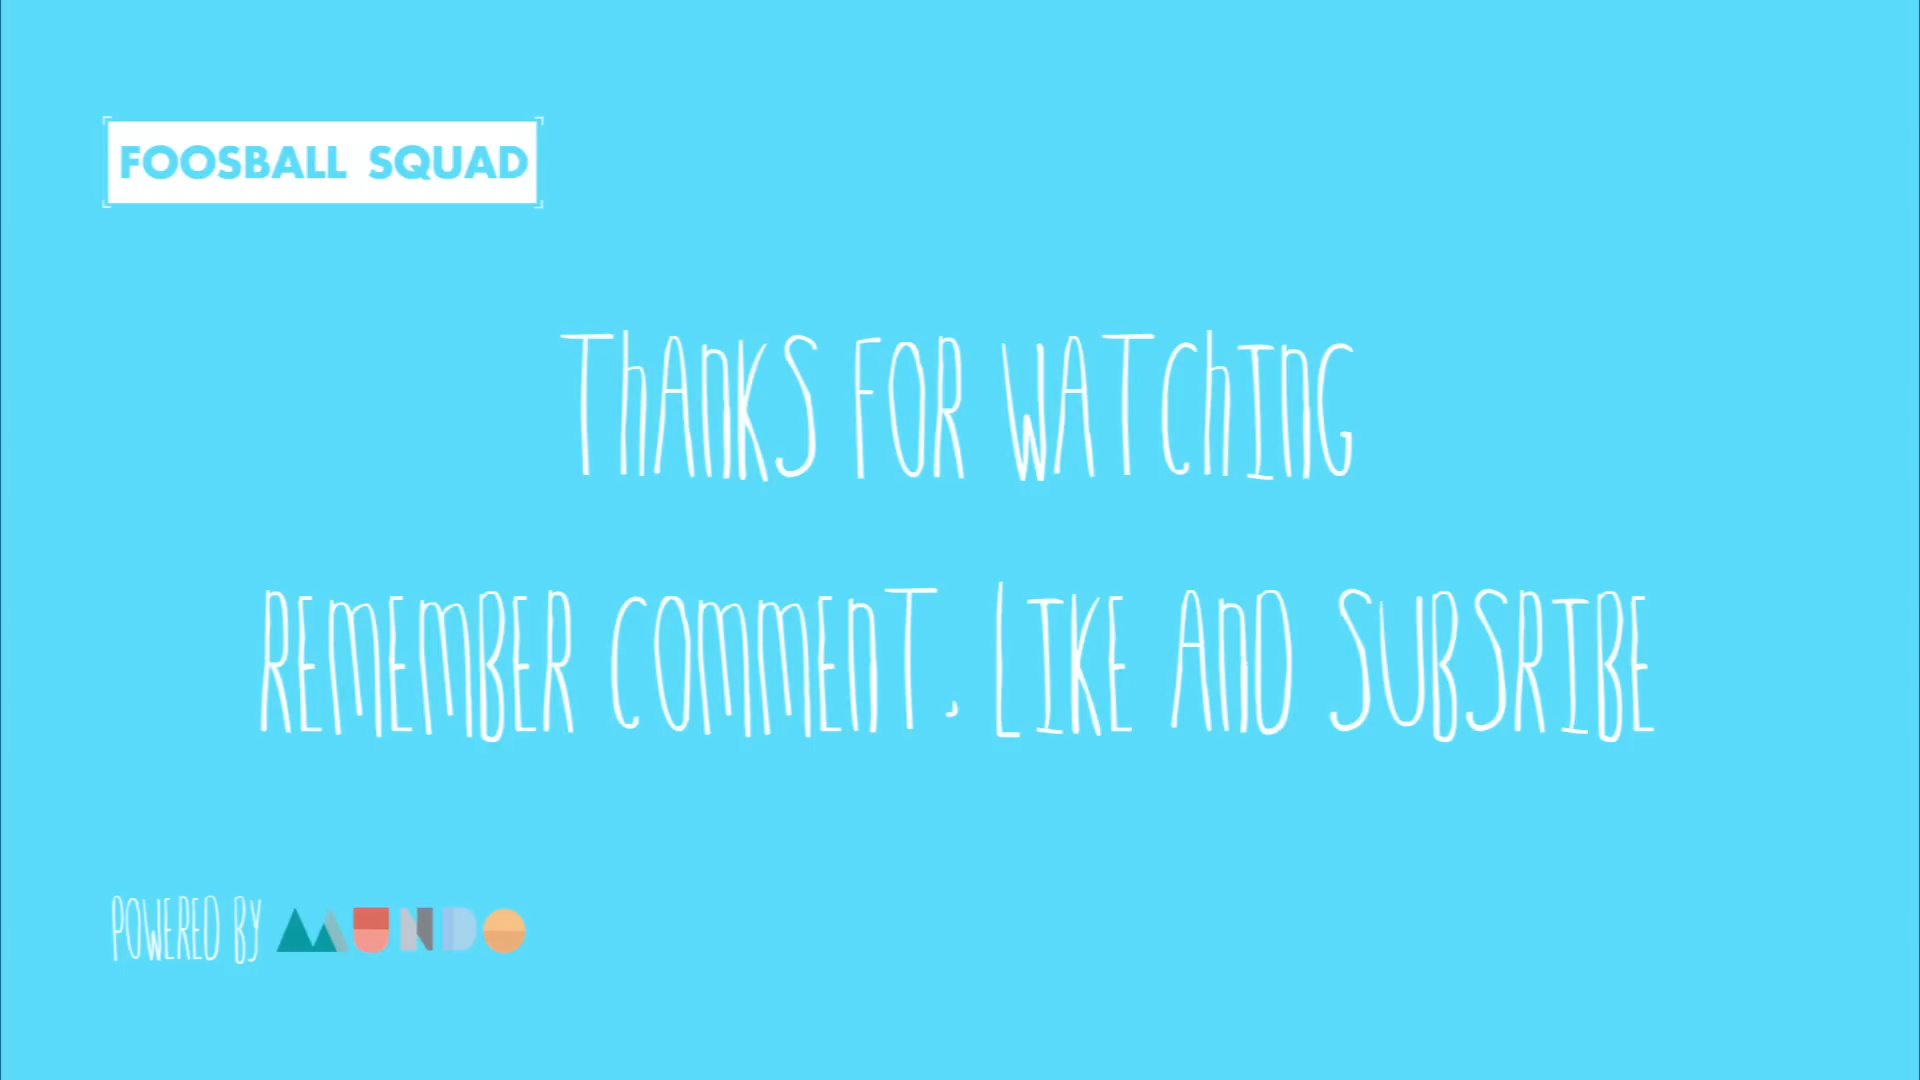 FOOSBALL SQUAD
THANKS FOR WATCHING
REMEMBER COMMENT, LIKE AND SUBSRIBE
POWERED BY MUNDO